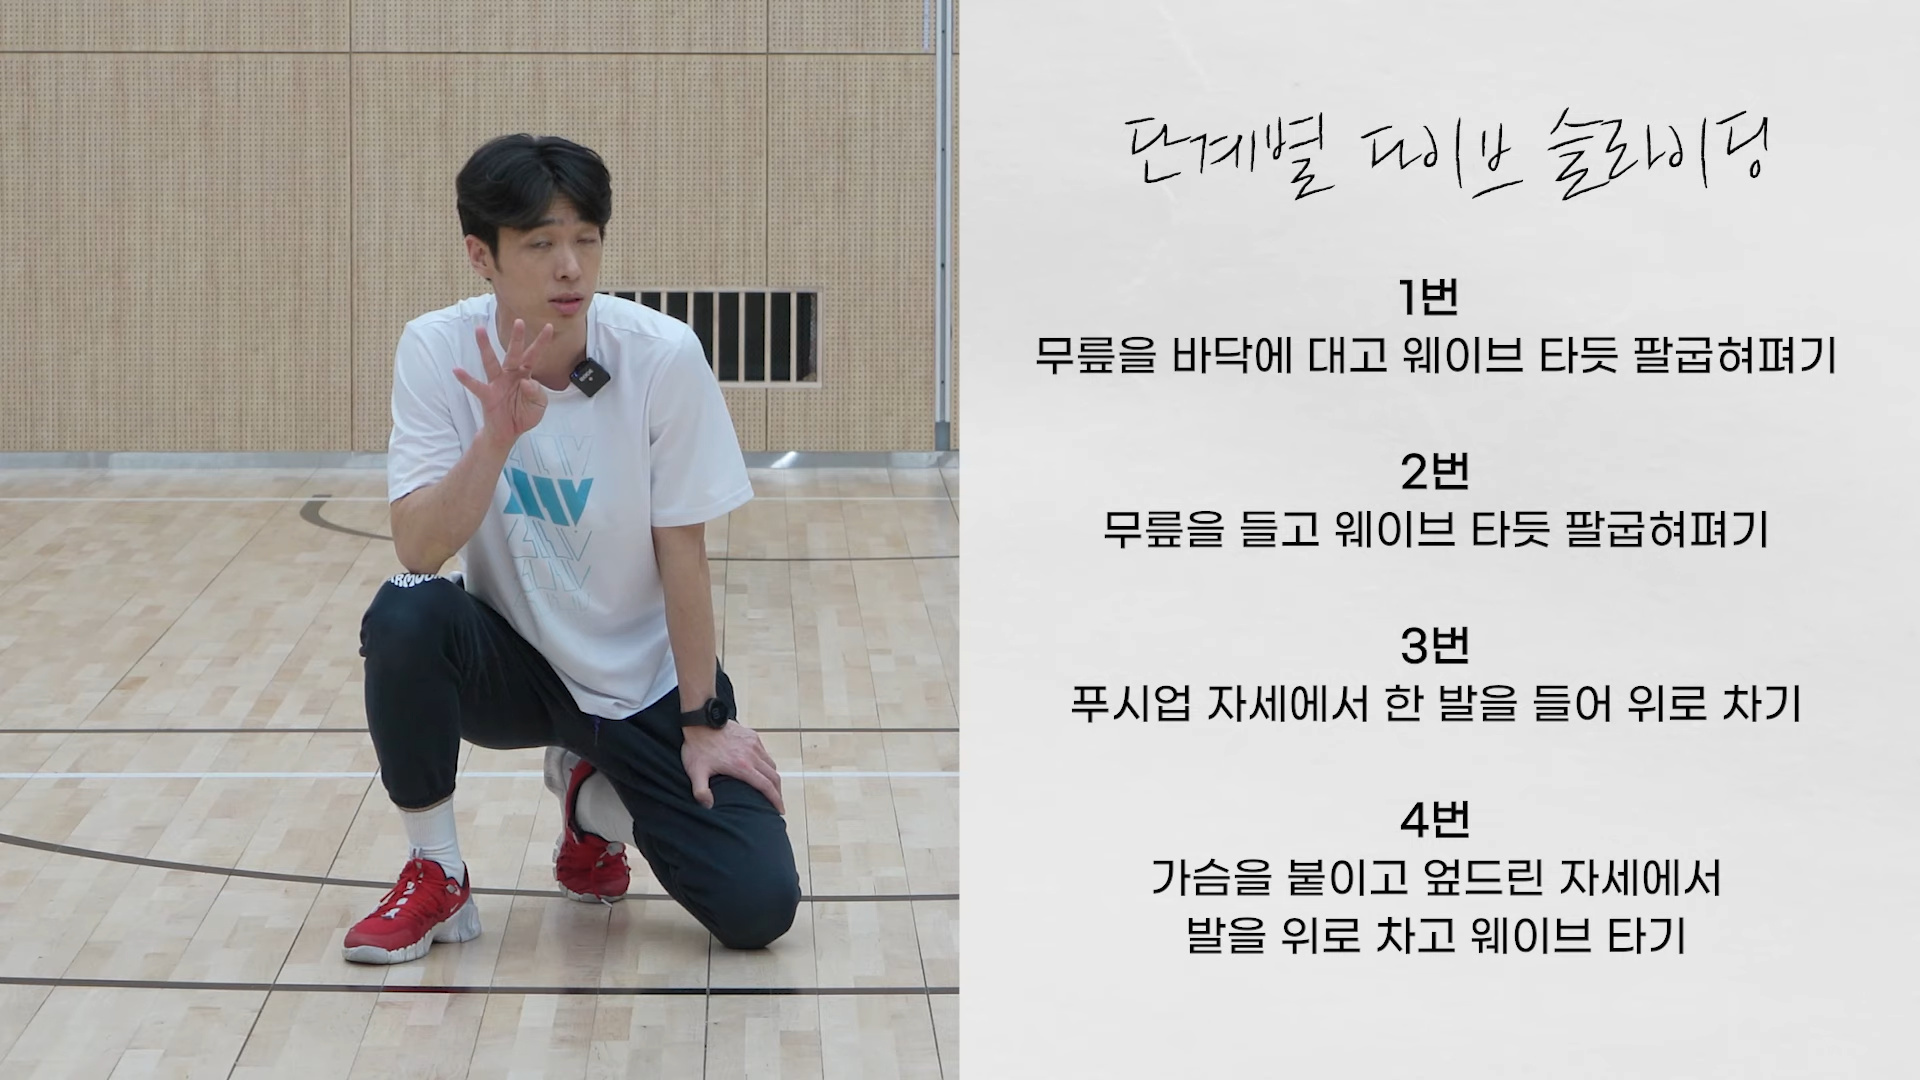 단계별 다이브 슬라이딩
1번
무릎을 바닥에 대고 웨이브 타듯 팔굽혀펴기
2번
무릎을 들고 웨이브 타듯 팔굽혀펴기
3번
푸시업 자세에서 한 발을 들어 위로 차기
4번
가슴을 붙이고 엎드린 자세에서
발을 위로 차고 웨이브 타기